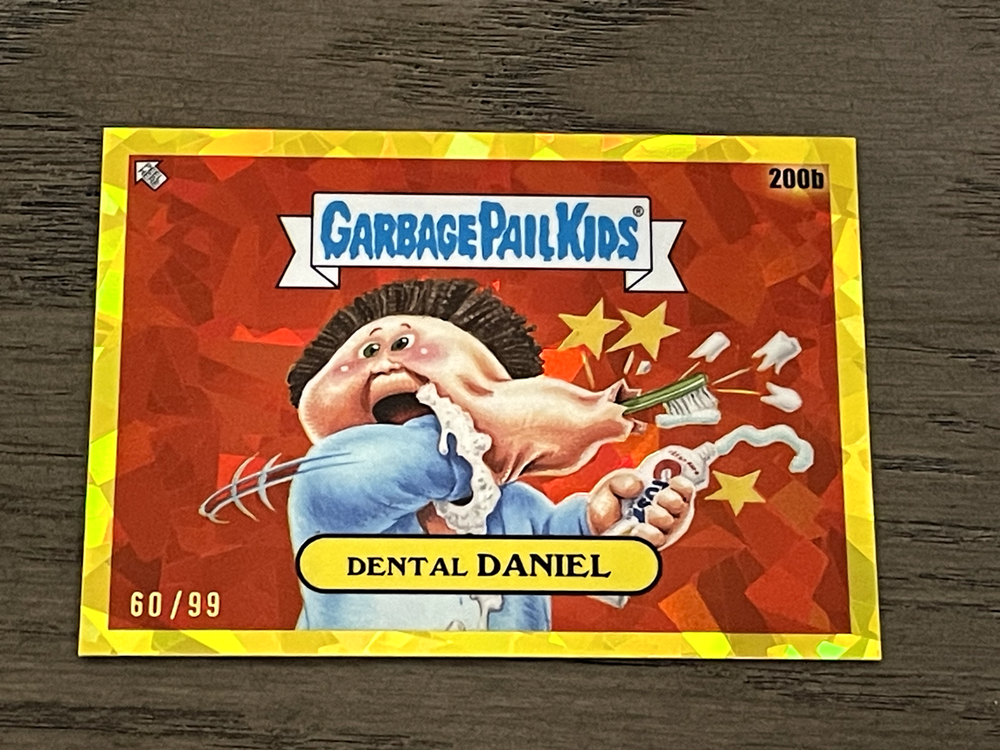 200b
GARBAGE PAIL KIDS®
DENTAL DANIEL
60/99